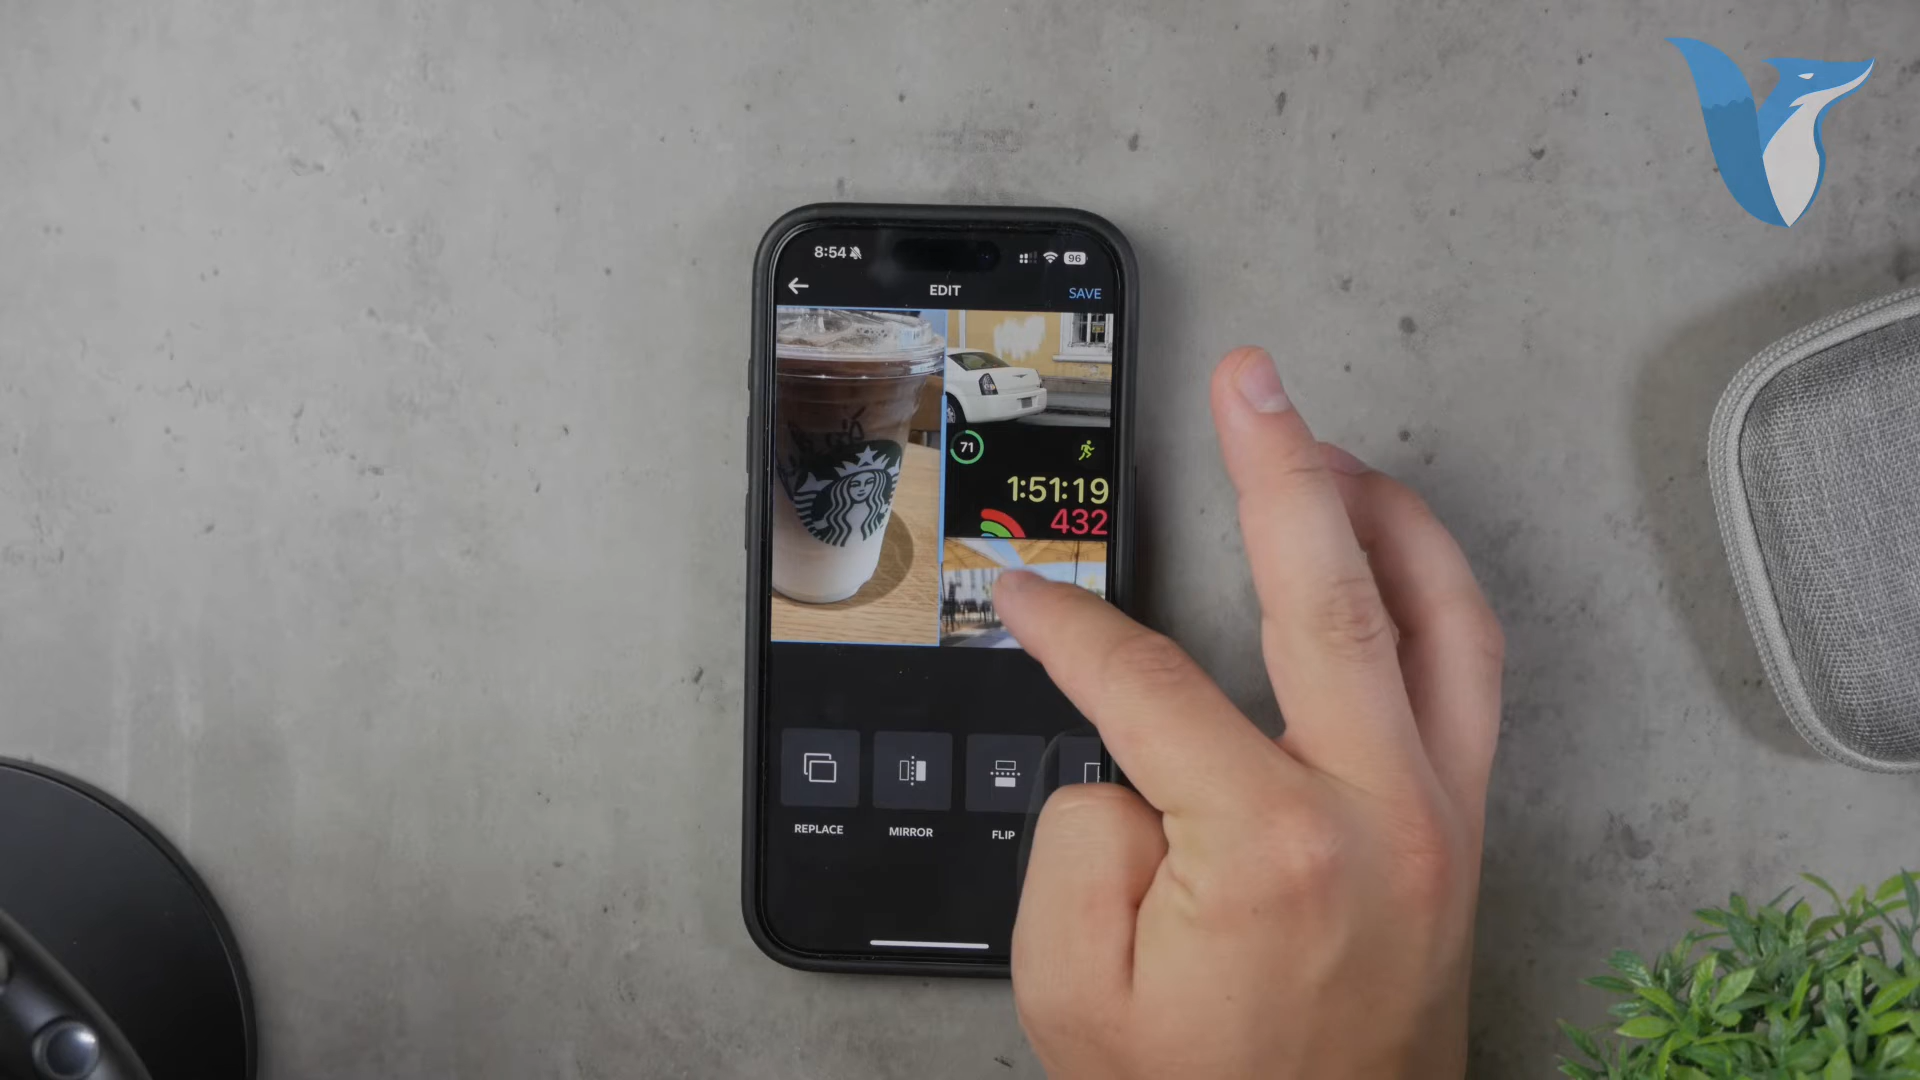 8:54
96
EDIT
SAVE
71
1:51:19
432
REPLACE
MIRROR
FLIP